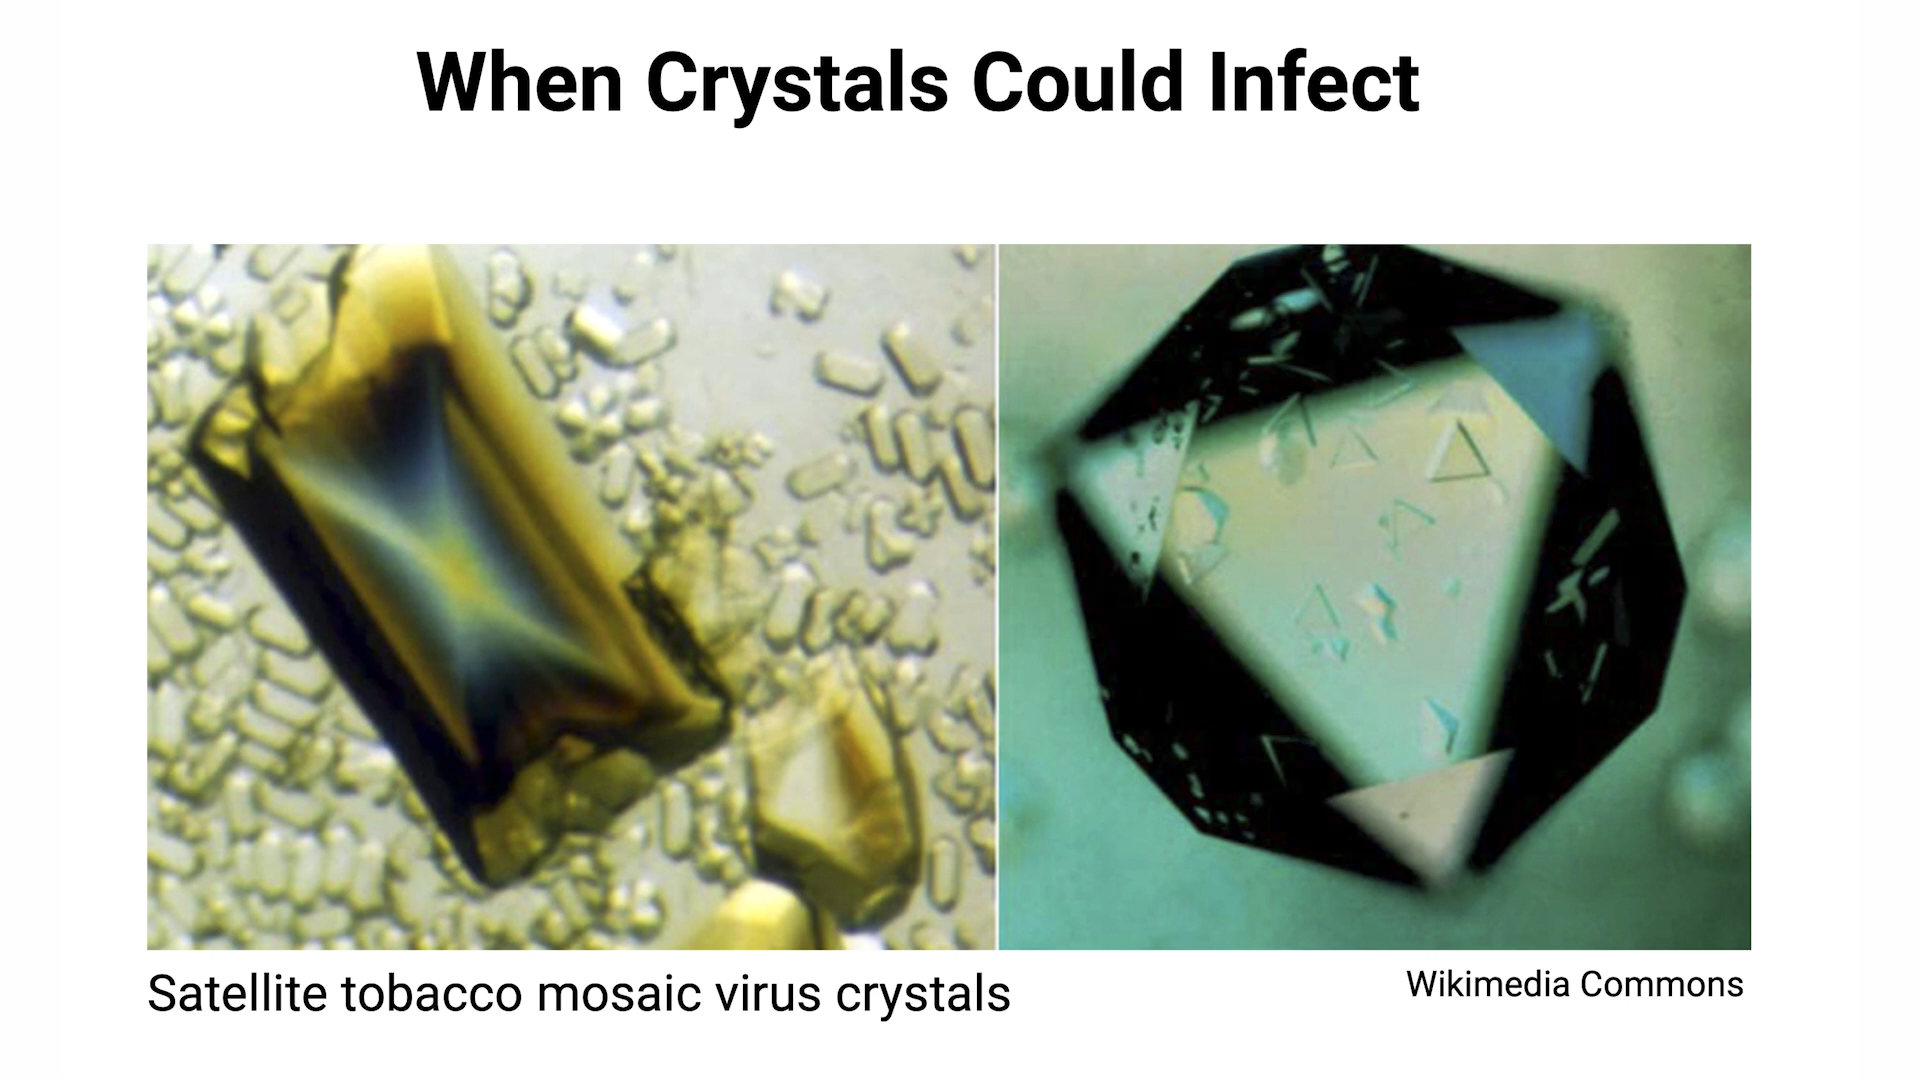 When Crystals Could Infect
Satellite tobacco mosaic virus crystals
Wikimedia Commons